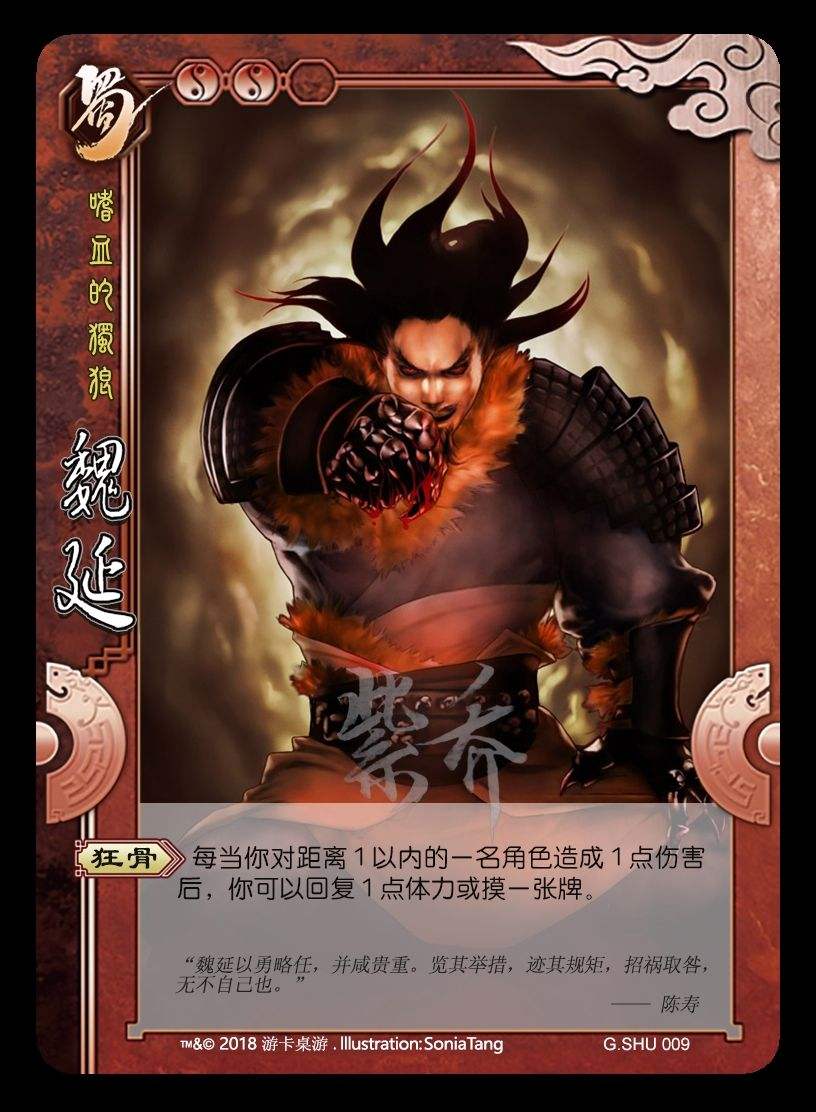 蜀
嗜血的獨狼
魏延
紫乔
狂骨
每当你对距离1以内的一名角色造成1点伤害
后，你可以回复1点体力或摸一张牌。
“魏延以勇略任，并咸贵重。览其举措，迹其规矩，招祸取咎，
无不自己也。”
—— 陈寿
™&© 2018 游卡桌游 . Illustration: SoniaTang
G.SHU 009